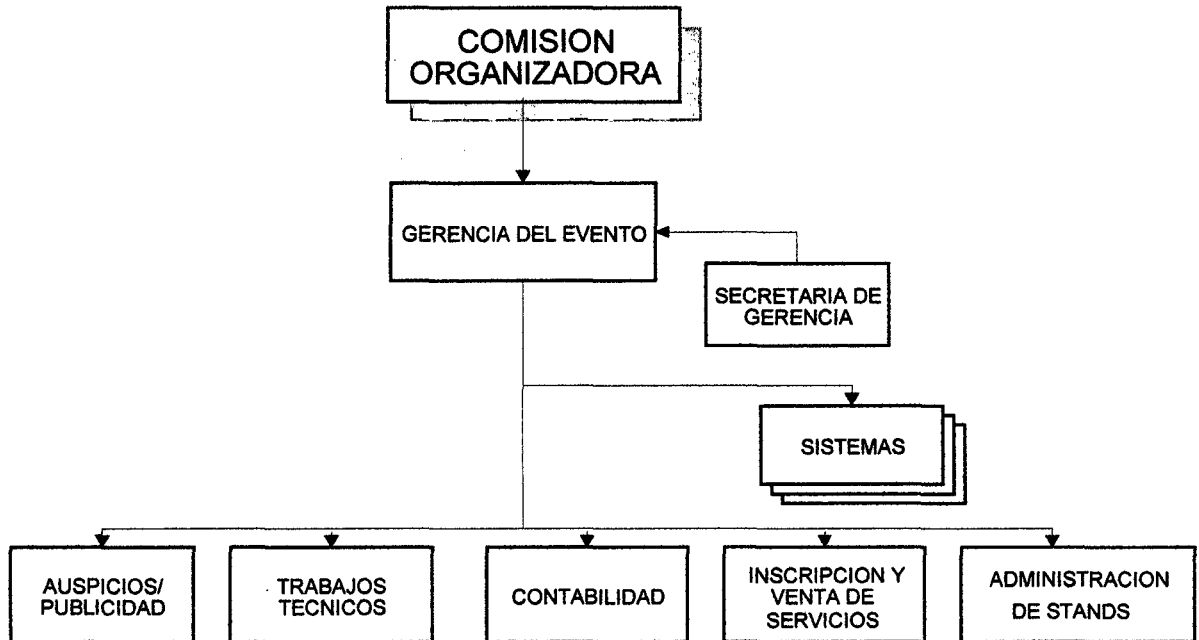 COMISION
ORGANIZADORA
GERENCIA DEL EVENTO
SECRETARIA DE
GERENCIA
SISTEMAS
AUSPICIOS/
PUBLICIDAD
TRABAJOS
TECNICOS
CONTABILIDAD
INSCRIPCION Y
VENTA DE
SERVICIOS
ADMINISTRACION
DE STANDS